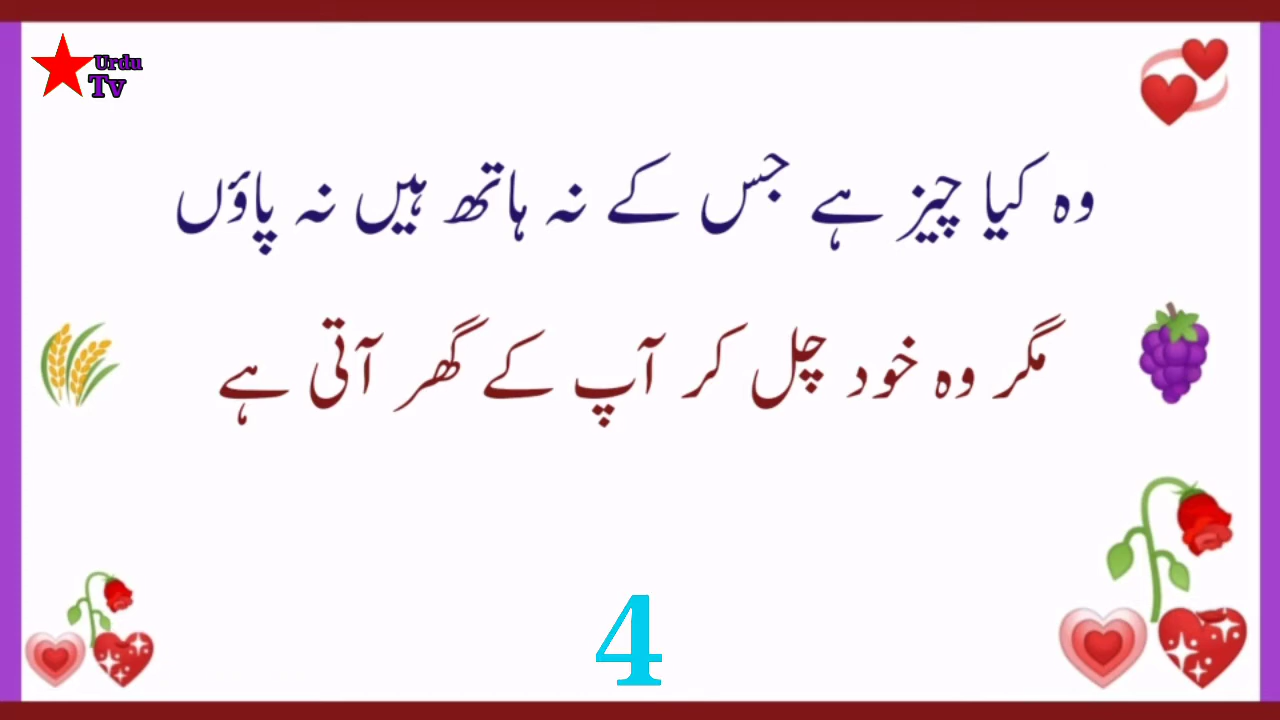 Urdu
Tv
وہ کیا چیز ہے جس کے نہ ہاتھ ہیں نہ پاؤں
مگر وہ خود چل کر آپ کے گھر آتی ہے
4